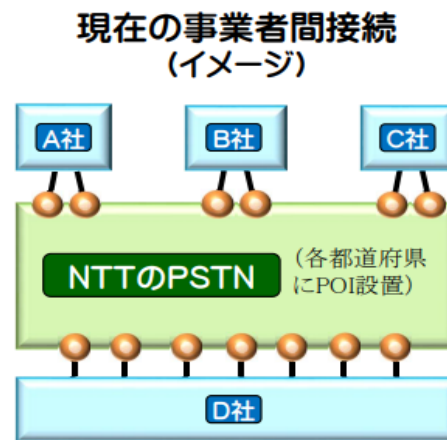 現在の事業者間接続
(イメージ)
A社
B社
C社
NTTのPSTN
(各都道府県
にPOI設置)
D社